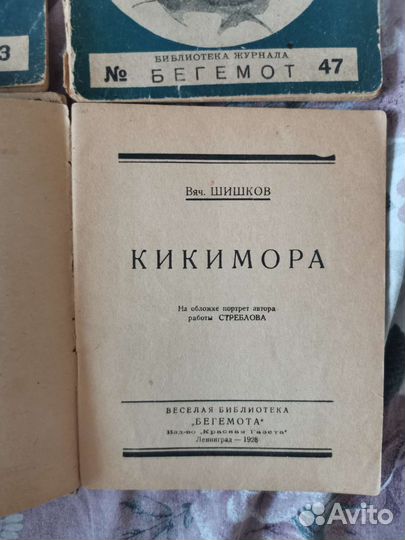 3
БИБЛИОТЕКА ЖУРНАЛА
№ БЕГЕМОТ 47
Вяч. ШИШКОВ
КИКИМОРА
На обложке портрет автора
работы СТРЕБЛОВА
ВЕСЕЛАЯ БИБЛИОТЕКА
„БЕГЕМОТА"
Изд-во „Красная Газета"
Ленинград — 1926
Avito